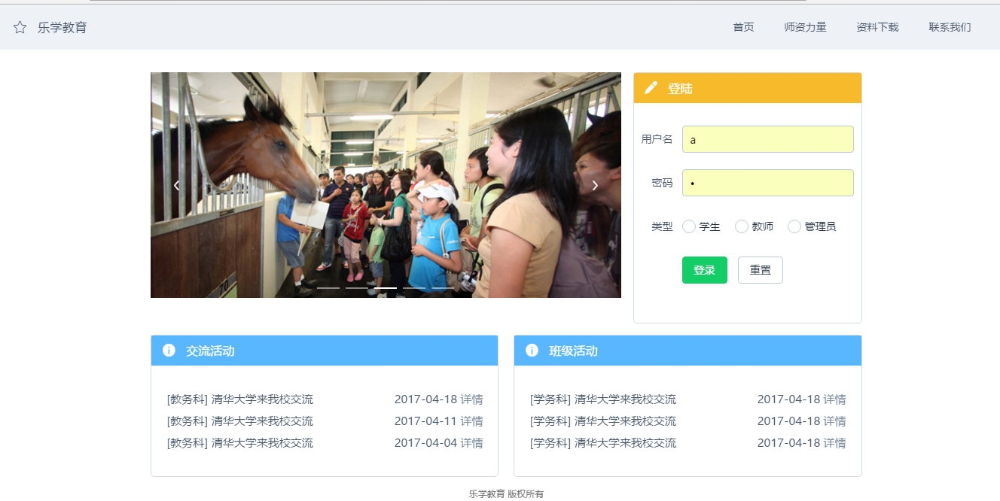 乐学教育 首页 师资力量 资料下载 联系我们
登陆
用户名 a
密码 •
类型 学生 教师 管理员
登录 重置
70
交流活动
[教务科] 清华大学来我校交流 2017-04-18 详情
[教务科] 清华大学来我校交流 2017-04-11 详情
[教务科] 清华大学来我校交流 2017-04-04 详情
班级活动
[学务科] 清华大学来我校交流 2017-04-18 详情
[学务科] 清华大学来我校交流 2017-04-18 详情
[学务科] 清华大学来我校交流 2017-04-18 详情
乐学教育 版权所有